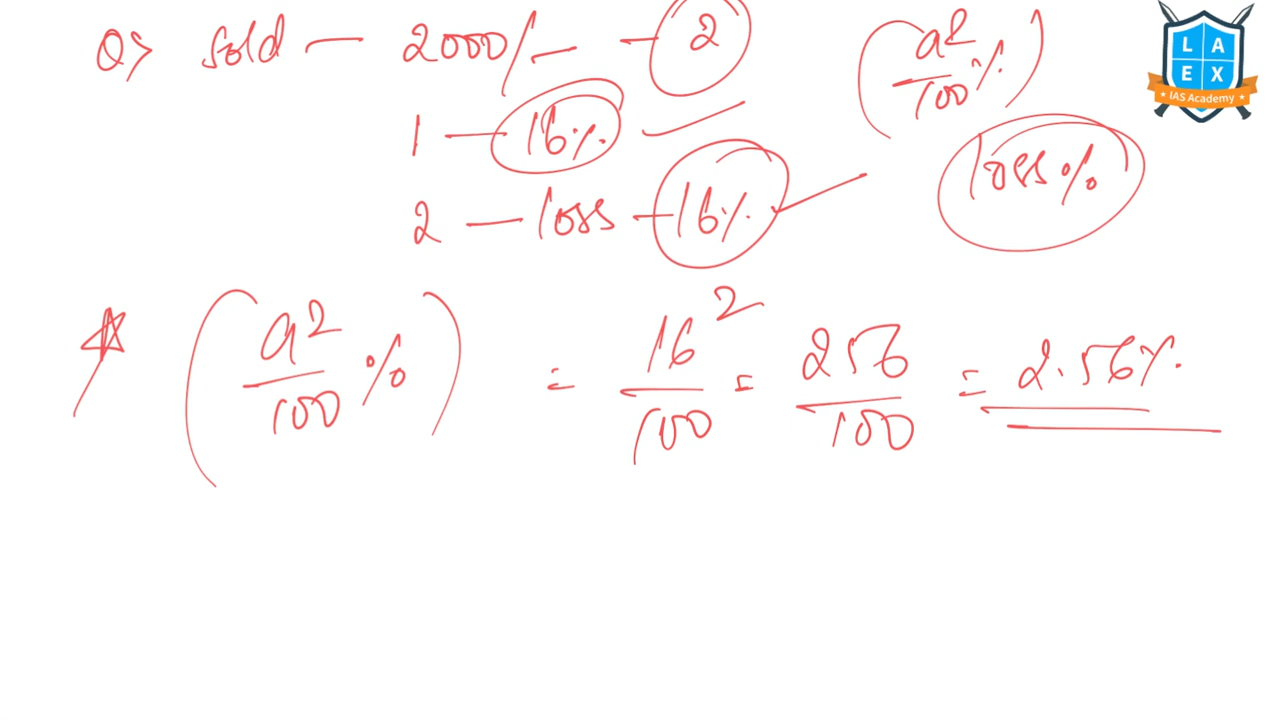 Q> sold — 2000/- — 2
(a²/100 %)
1 — 16%
2 — loss — 16%
loss %
(a²/100 %) = 16²/100 = 256/100 = 2.56%.
L A
E X
IAS Academy